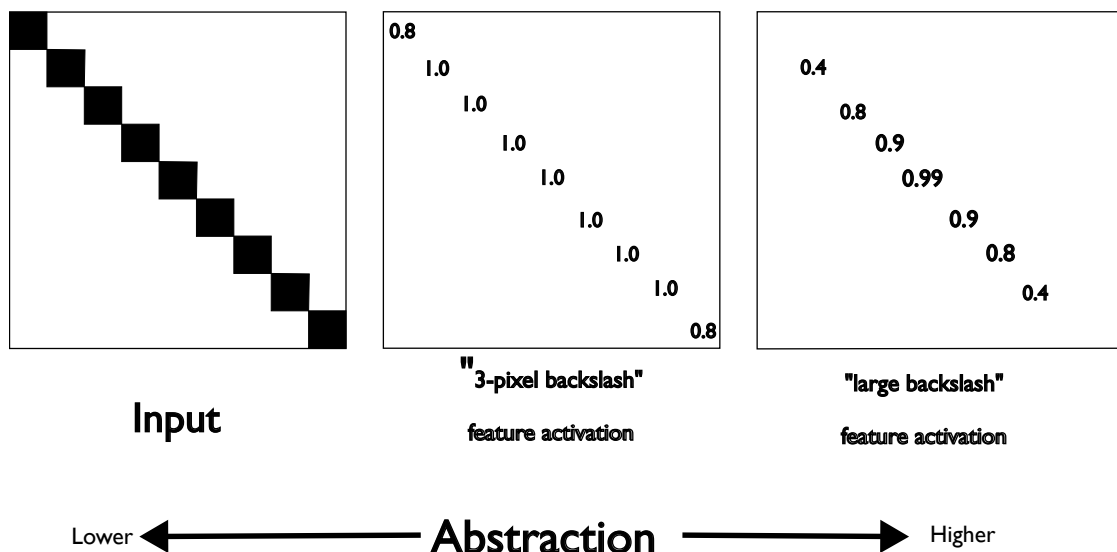 0.8
1.0
1.0
1.0
1.0
1.0
1.0
1.0
0.8
0.4
0.8
0.9
0.99
0.9
0.8
0.4
Input
"3-pixel backslash"
feature activation
"large backslash"
feature activation
Lower
Abstraction
Higher